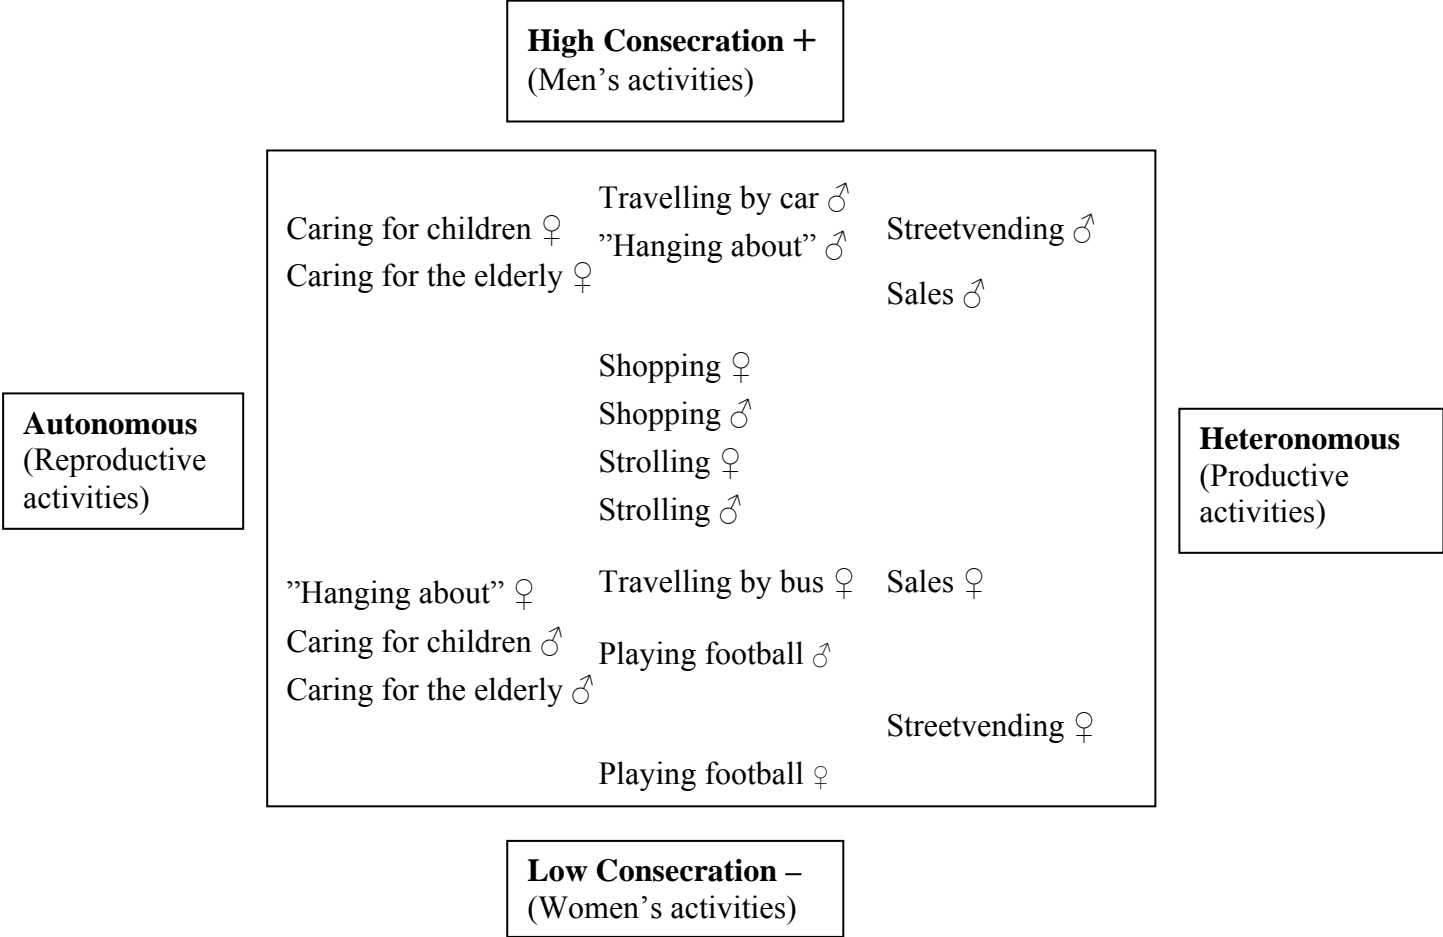 High Consecration +
(Men’s activities)
Travelling by car ♂
Caring for children ♀
Streetvending ♂
”Hanging about” ♂
Caring for the elderly ♀
Sales ♂
Shopping ♀
Shopping ♂
Strolling ♀
Strolling ♂
Autonomous
(Reproductive
activities)
Heteronomous
(Productive
activities)
”Hanging about” ♀
Travelling by bus ♀
Sales ♀
Caring for children ♂
Playing football ♂
Caring for the elderly ♂
Streetvending ♀
Playing football ♀
Low Consecration –
(Women’s activities)